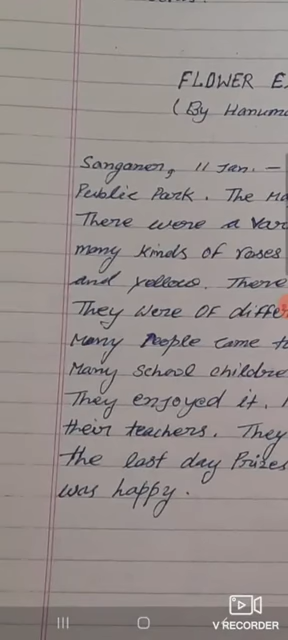 FLOWER E
(By Hanum
Sanganer, 11 Jan. -
Public Park. The Ma
There were a var
many kinds of roses
and yellow. There
They were of differ
Many People came t
Many school childre
They enjoyed it.
their teachers. They
the last day Prizes
was happy.
V RECORDER